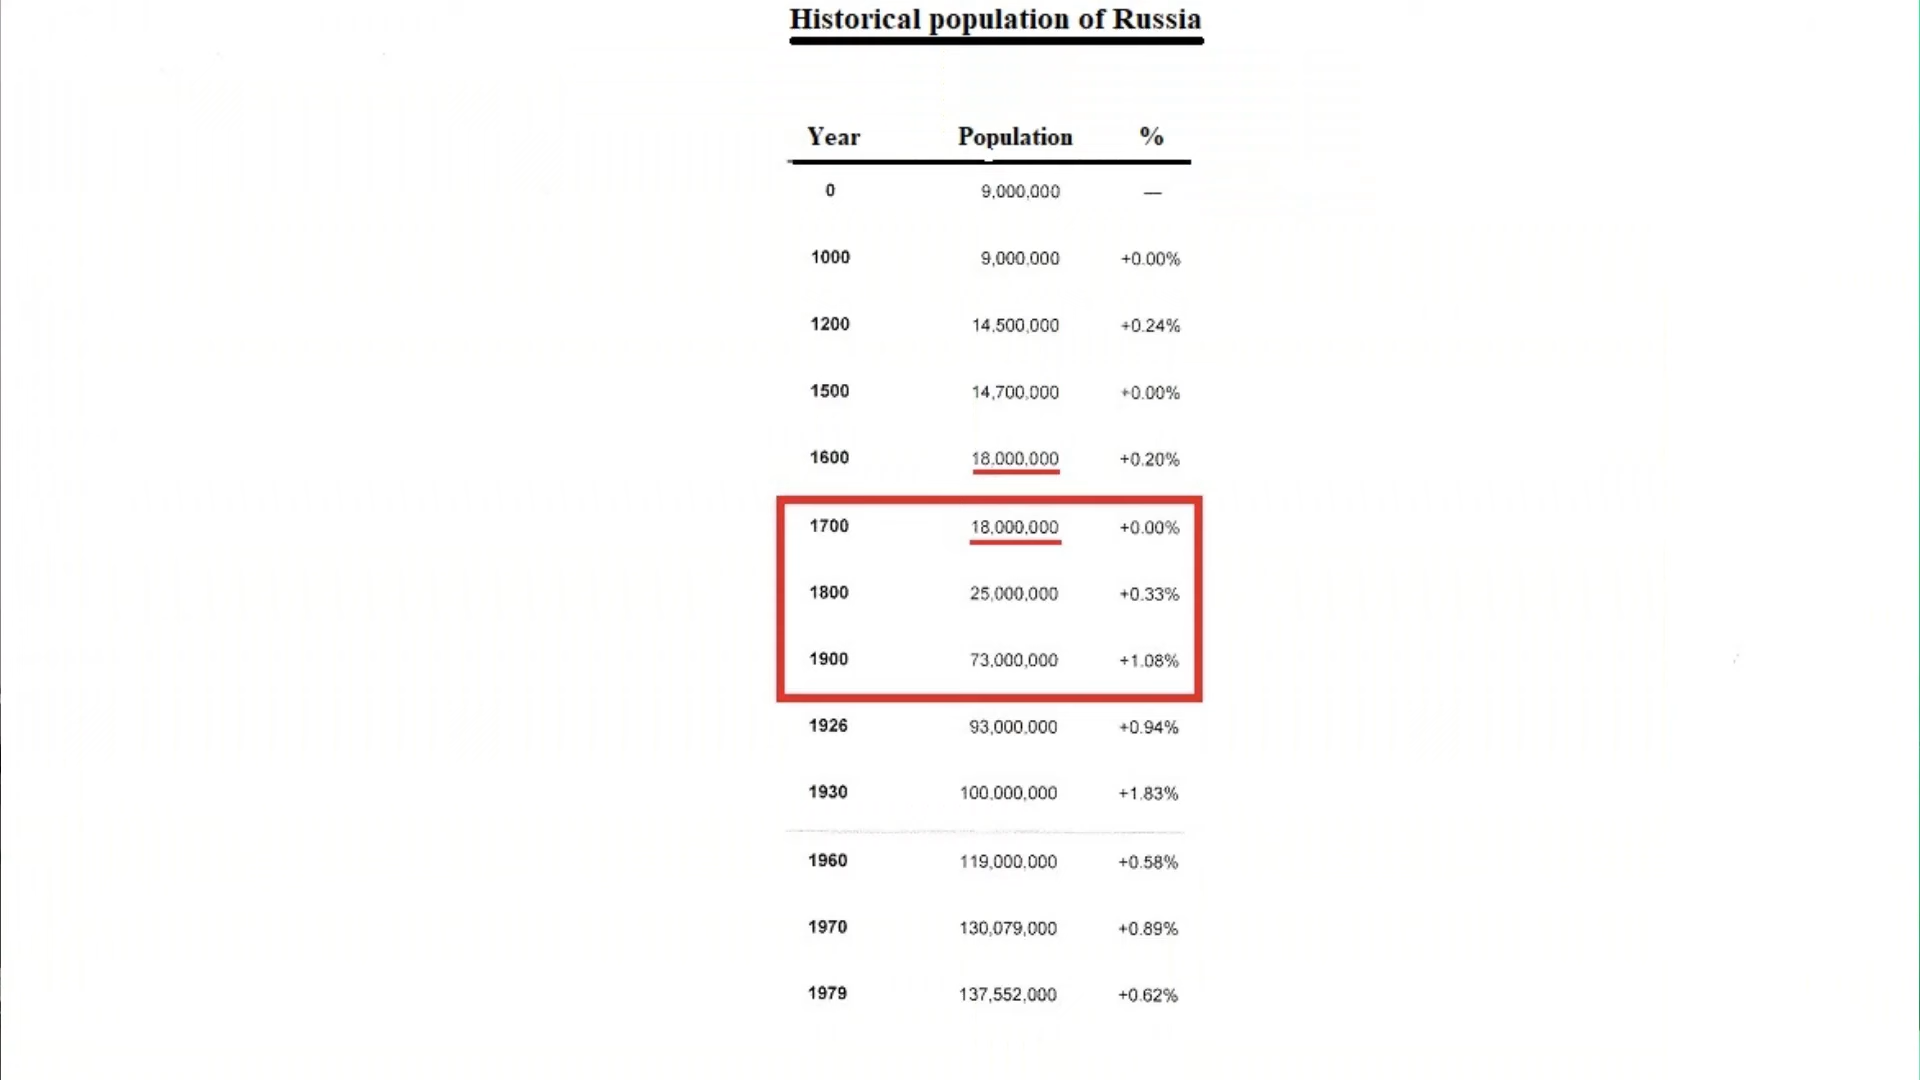 Historical population of Russia
Year Population %
0 9,000,000 —
1000 9,000,000 +0.00%
1200 14,500,000 +0.24%
1500 14,700,000 +0.00%
1600 18,000,000 +0.20%
1700 18,000,000 +0.00%
1800 25,000,000 +0.33%
1900 73,000,000 +1.08%
1926 93,000,000 +0.94%
1930 100,000,000 +1.83%
1960 119,000,000 +0.58%
1970 130,079,000 +0.89%
1979 137,552,000 +0.62%